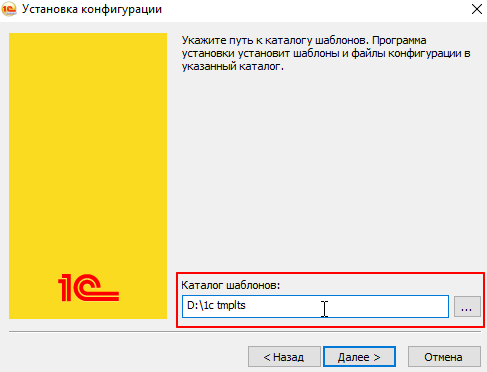 1С Установка конфигурации
Укажите путь к каталогу шаблонов. Программа
установки установит шаблоны и файлы конфигурации в
указанный каталог.
1С
Каталог шаблонов:
D:\1c tmplts
...
< Назад Далее > Отмена